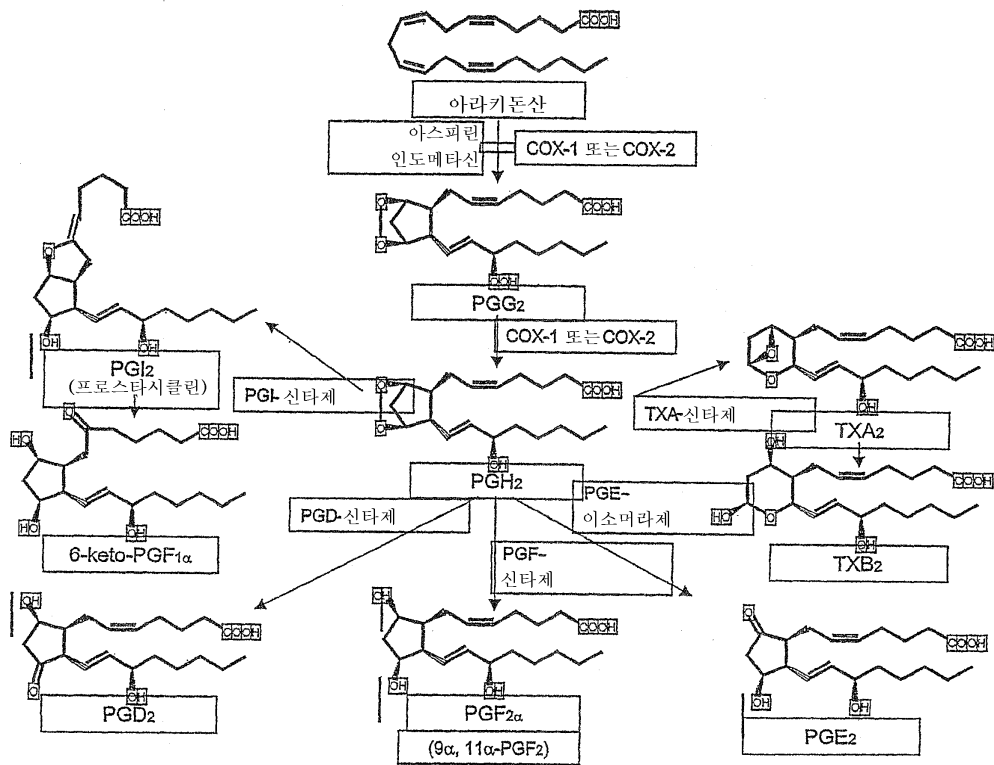 COOH
아라키돈산
아스피린
인도메타신
COX-1 또는 COX-2
COOH
O
O
OOH
PGG2
COX-1 또는 COX-2
COOH
O
OH
OH
PGI2
(프로스타시클린)
PGI-신타제
COOH
O
O
OH
PGH2
TXA-신타제
COOH
O
O
OH
TXA2
O
COOH
HO
HO
OH
6-keto-PGF1α
PGD-신타제
PGF-
신타제
PGE-
이소머라제
OH
COOH
HO
O
OH
TXB2
OH
COOH
O
OH
PGD2
OH
COOH
OH
OH
PGF2α
(9α, 11α-PGF2)
O
COOH
OH
OH
PGE2